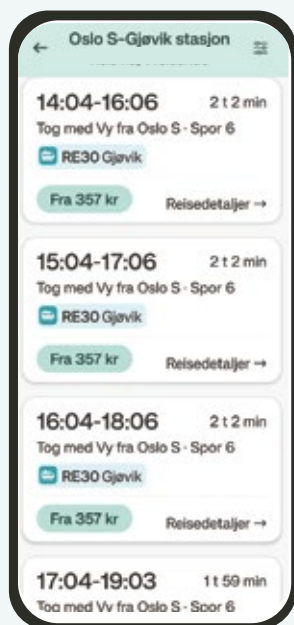 Oslo S-Gjøvik stasjon
14:04-16:06 2 t 2 min
Tog med Vy fra Oslo S - Spor 6
RE30 Gjøvik
Fra 357 kr Reisedetaljer →
15:04-17:06 2 t 2 min
Tog med Vy fra Oslo S - Spor 6
RE30 Gjøvik
Fra 357 kr Reisedetaljer →
16:04-18:06 2 t 2 min
Tog med Vy fra Oslo S - Spor 6
RE30 Gjøvik
Fra 357 kr Reisedetaljer →
17:04-19:03 1 t 59 min
Tog med Vy fra Oslo S - Spor 6